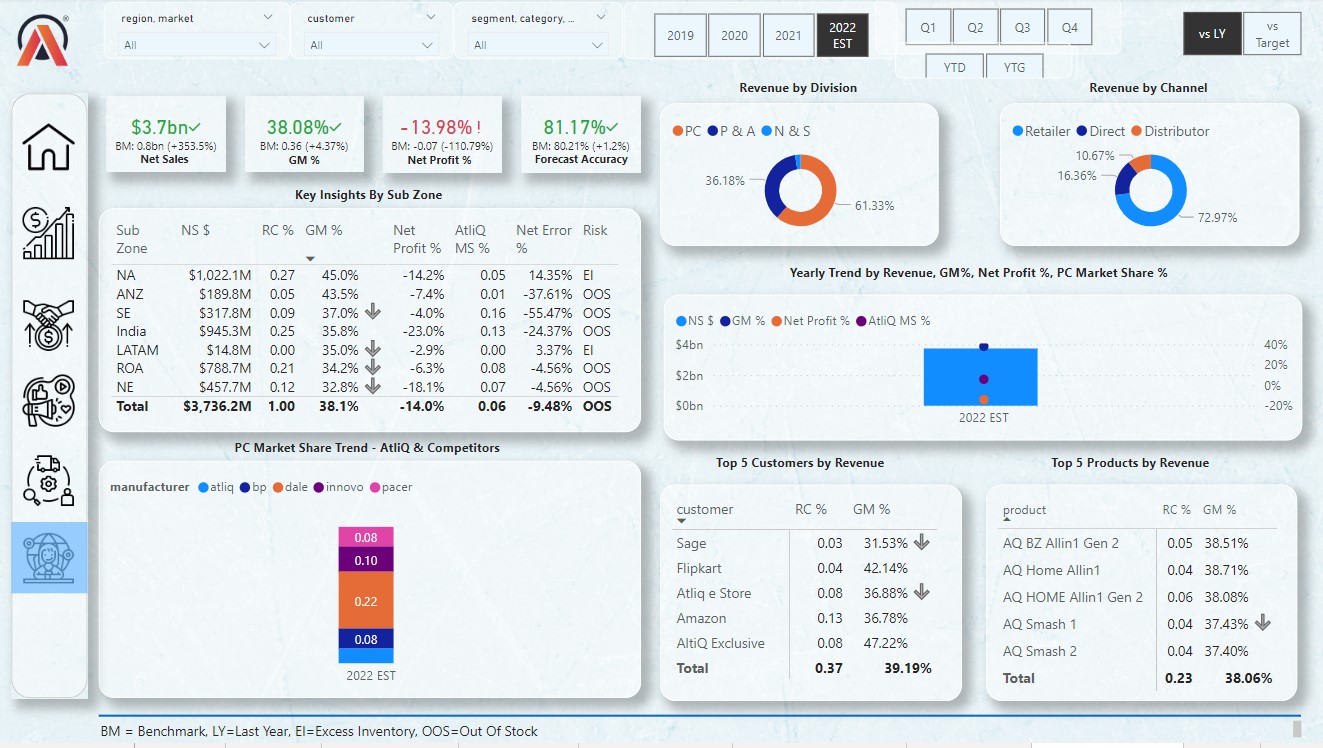 region, market
customer
segment, category, ...
All
All
All
2019
2020
2021
2022
EST
Q1
Q2
Q3
Q4
YTD
YTG
vs LY
vs
Target
$3.7bn✓
BM: 0.8bn (+353.5%)
Net Sales
38.08%✓
BM: 0.36 (+4.37%)
GM %
-13.98% !
BM: -0.07 (-110.79%)
Net Profit %
81.17%✓
BM: 80.21% (+1.2%)
Forecast Accuracy
Revenue by Division
PC P & A N & S
36.18%
61.33%
Revenue by Channel
Retailer Direct Distributor
10.67%
16.36%
72.97%
Key Insights By Sub Zone
Sub Zone NS $ RC % GM % Net Profit % AtliQ MS % Net Error % Risk
NA $1,022.1M 0.27 45.0% -14.2% 0.05 14.35% EI
ANZ $189.8M 0.05 43.5% -7.4% 0.01 -37.61% OOS
SE $317.8M 0.09 37.0% -4.0% 0.16 -55.47% OOS
India $945.3M 0.25 35.8% -23.0% 0.13 -24.37% OOS
LATAM $14.8M 0.00 35.0% -2.9% 0.00 3.37% EI
ROA $788.7M 0.21 34.2% -6.3% 0.08 -4.56% OOS
NE $457.7M 0.12 32.8% -18.1% 0.07 -4.56% OOS
Total $3,736.2M 1.00 38.1% -14.0% 0.06 -9.48% OOS
Yearly Trend by Revenue, GM%, Net Profit %, PC Market Share %
NS $ GM % Net Profit % AtliQ MS %
$4bn
$2bn
$0bn
40%
20%
0%
-20%
2022 EST
PC Market Share Trend - AtliQ & Competitors
manufacturer atliq bp dale innovo pacer
0.08
0.10
0.22
0.08
2022 EST
Top 5 Customers by Revenue
customer RC % GM %
Sage 0.03 31.53%
Flipkart 0.04 42.14%
Atliq e Store 0.08 36.88%
Amazon 0.13 36.78%
AltiQ Exclusive 0.08 47.22%
Total 0.37 39.19%
Top 5 Products by Revenue
product RC % GM %
AQ BZ Allin1 Gen 2 0.05 38.51%
AQ Home Allin1 0.04 38.71%
AQ HOME Allin1 Gen 2 0.06 38.08%
AQ Smash 1 0.04 37.43%
AQ Smash 2 0.04 37.40%
Total 0.23 38.06%
BM = Benchmark, LY=Last Year, EI=Excess Inventory, OOS=Out Of Stock